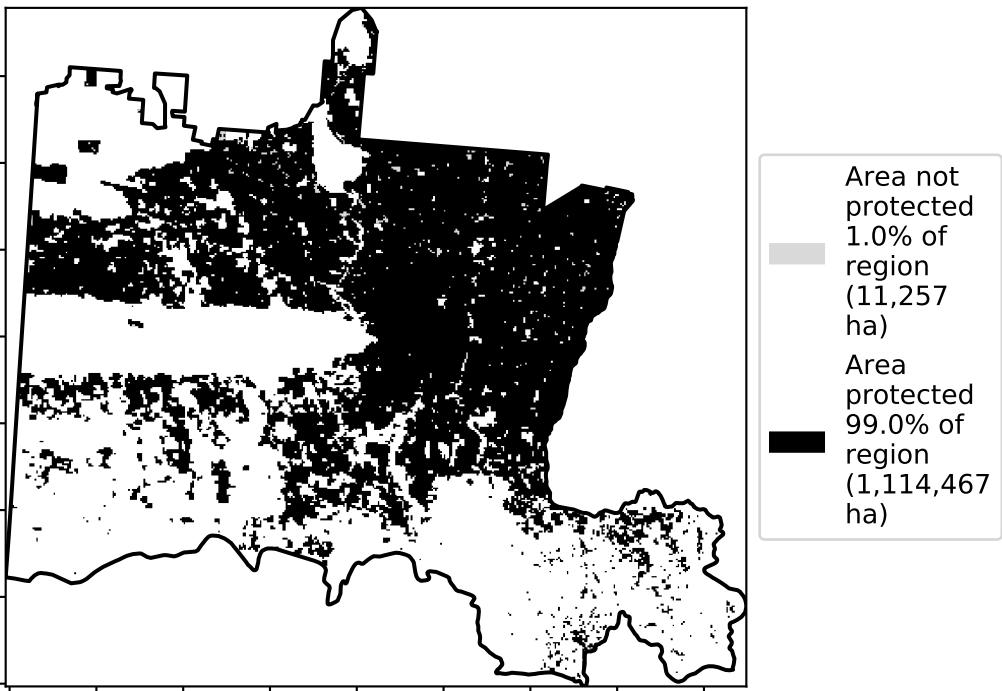 Area not
protected
1.0% of
region
(11,257
ha)
Area
protected
99.0% of
region
(1,114,467
ha)